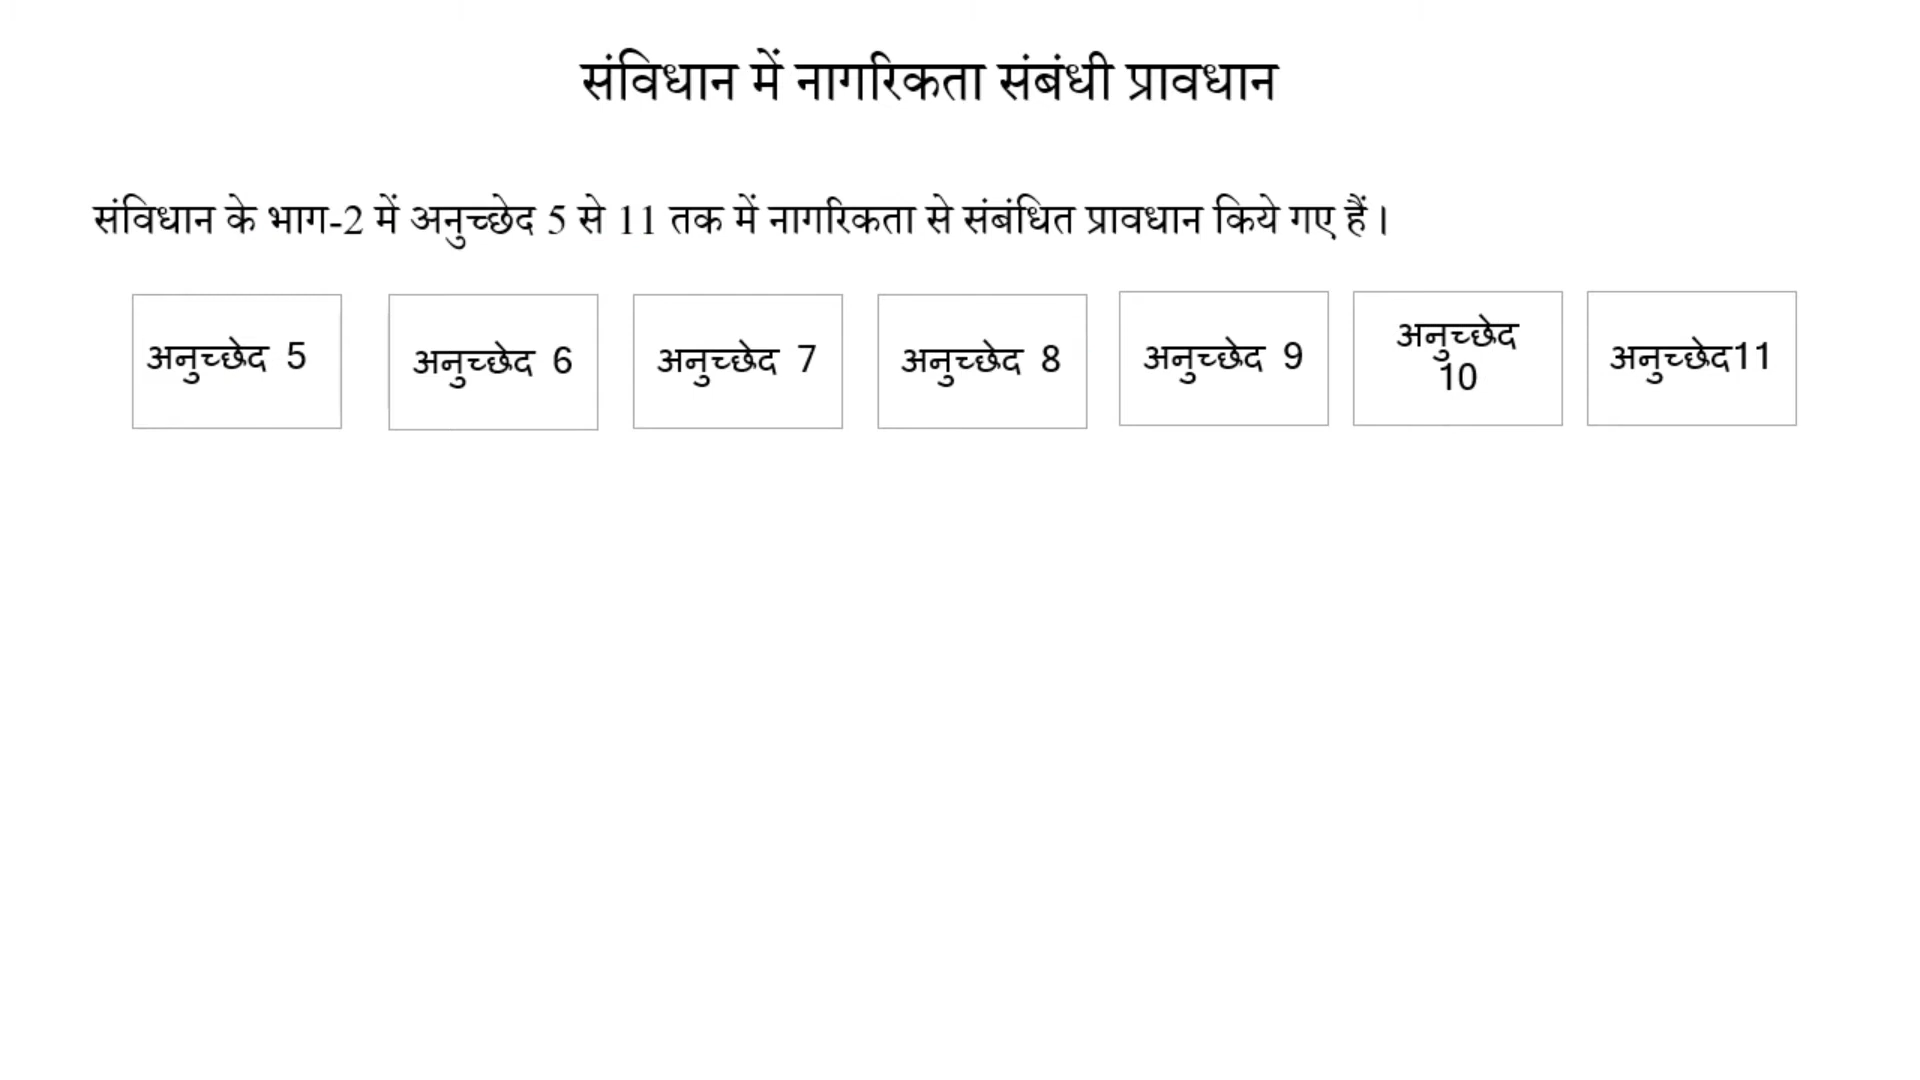 संविधान में नागरिकता संबंधी प्रावधान
संविधान के भाग-2 में अनुच्छेद 5 से 11 तक में नागरिकता से संबंधित प्रावधान किये गए हैं।
अनुच्छेद 5
अनुच्छेद 6
अनुच्छेद 7
अनुच्छेद 8
अनुच्छेद 9
अनुच्छेद
10
अनुच्छेद11